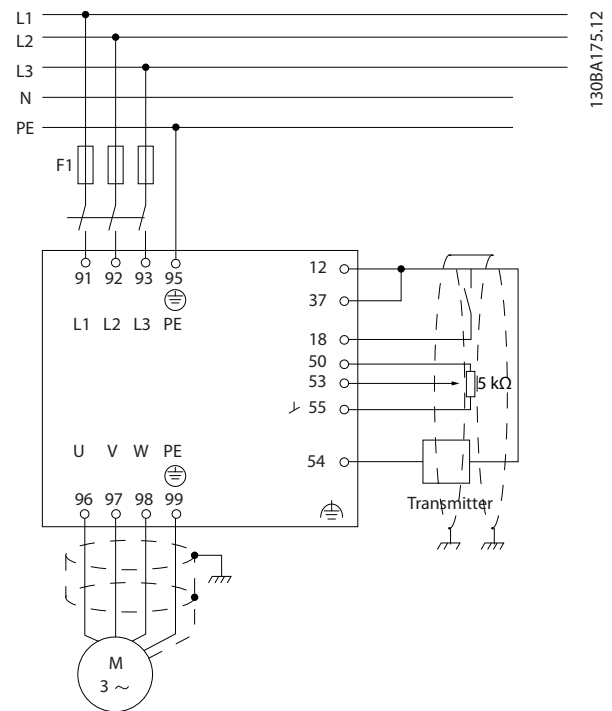 L1
L2
L3
N
PE
130BA175.12
F1
91 92 93 95
L1 L2 L3 PE
12
37
18
50
53
55
54
5 kΩ
Transmitter
U V W PE
96 97 98 99
M
3 ~